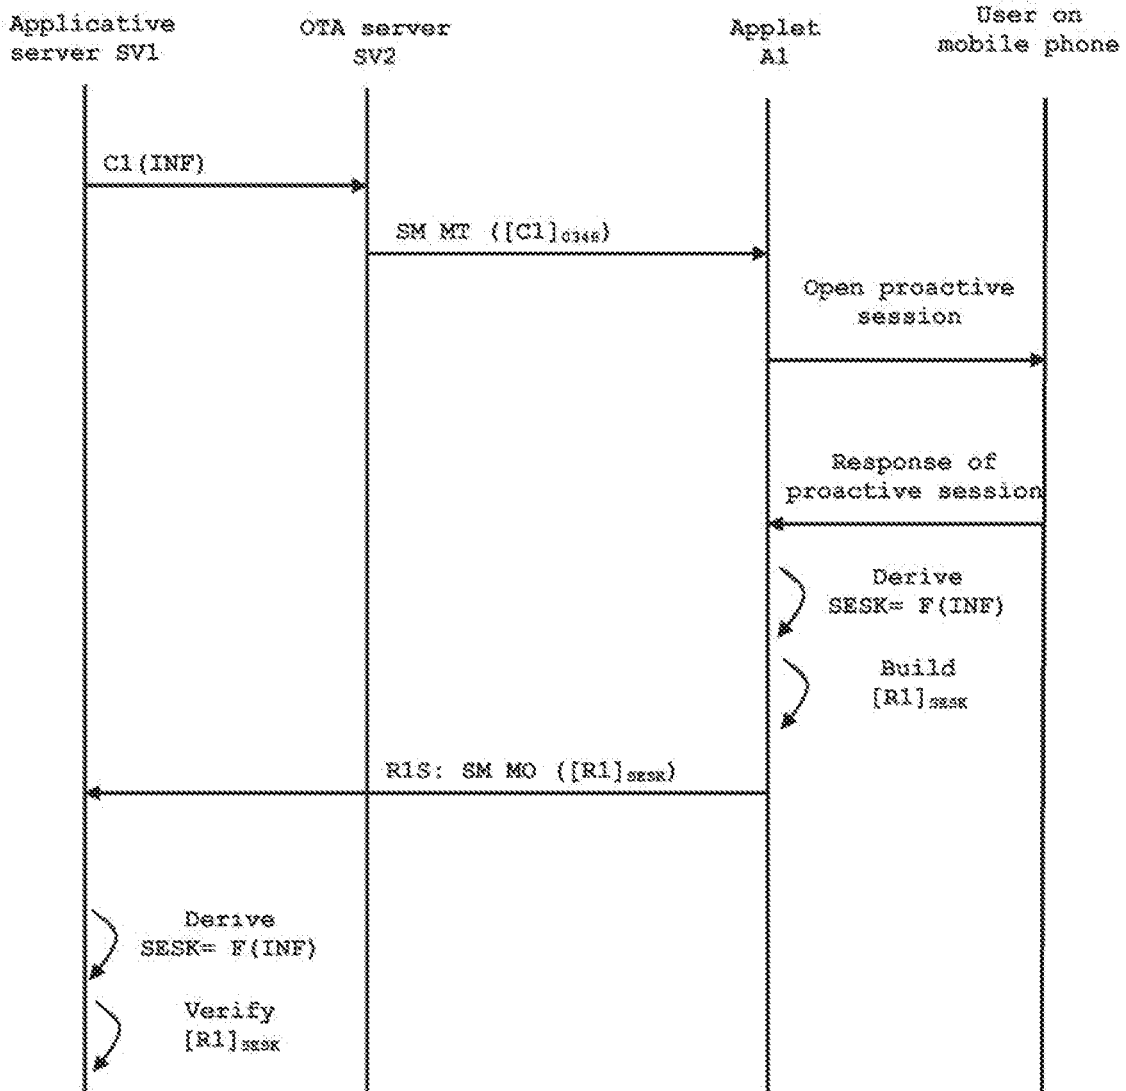 Applicative
server SV1
OTA server
SV2
Applet
A1
User on
mobile phone
C1(INF)
SM MT ([C1]0348)
Open proactive
session
Response of
proactive session
Derive
SESK= F(INF)
Build
[R1]SESK
R1S: SM MO ([R1]SESK)
Derive
SESK= F(INF)
Verify
[R1]SESK